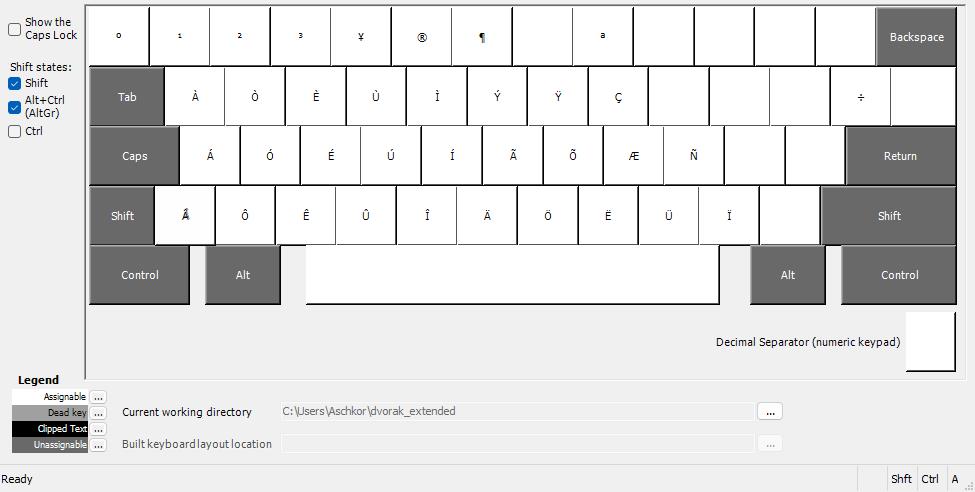 Show the
Caps Lock
Shift states:
Shift
Alt+Ctrl
(AltGr)
Ctrl
º ¹ ² ³ ¥ ® ¶ ª Backspace
Tab À Ò È Ù Ì Ý Ÿ Ç ÷
Caps Á Ó É Ú Í Ã Õ Æ Ñ Return
Shift Ô Ê Û Î Ä Ö Ë Ü Ï Shift
Control Alt Alt Control
Decimal Separator (numeric keypad)
Legend
Assignable ...
Dead key ...
Clipped Text ...
Unassignable ...
Current working directory C:\Users\Aschkor\dvorak_extended ...
Built keyboard layout location ...
Ready Shft Ctrl A